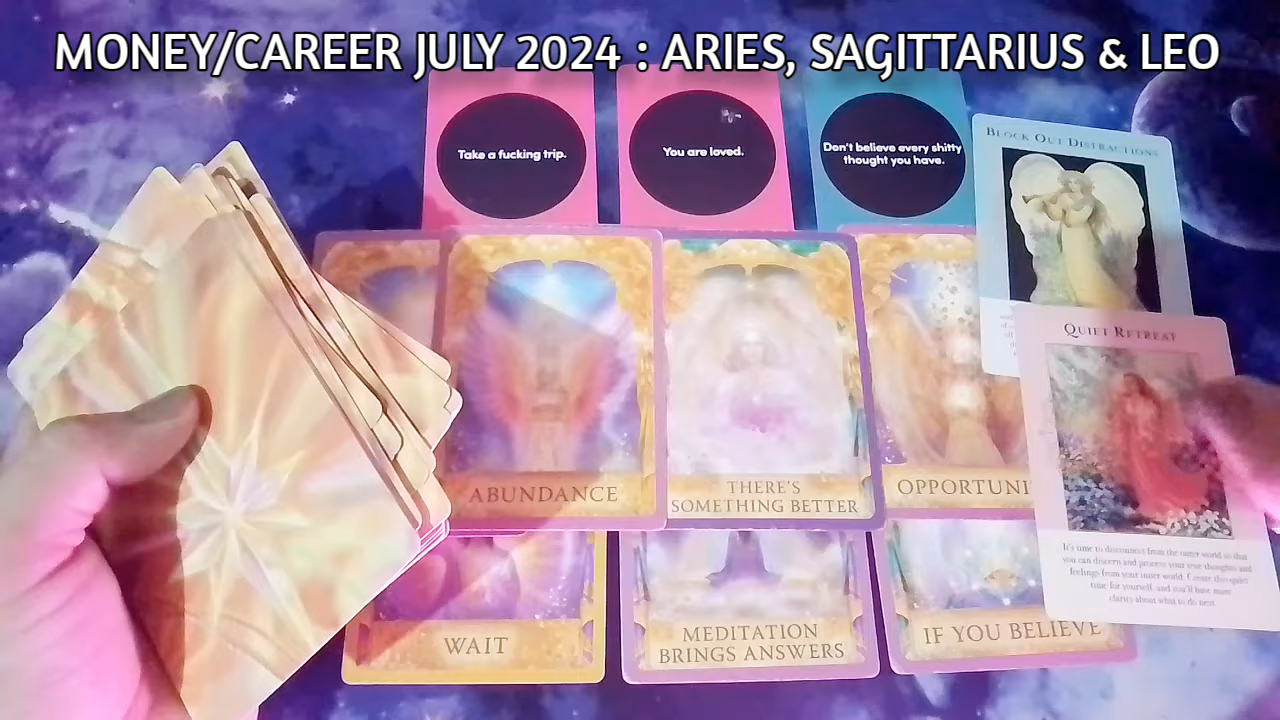 MONEY/CAREER JULY 2024 : ARIES, SAGITTARIUS & LEO
Take a fucking trip.
You are loved.
Don't believe every shitty
thought you have.
BLOCK OUT DISTRACTIONS
QUIET RETREAT
ABUNDANCE
THERE'S
SOMETHING BETTER
OPPORTUNI
It's time to disconnect from the outer world so that
you can discern and process your true thoughts and
feelings from your inner world. Create this quiet
time for yourself, and you'll have more
clarity about what to do next.
WAIT
MEDITATION
BRINGS ANSWERS
IF YOU BELIEVE